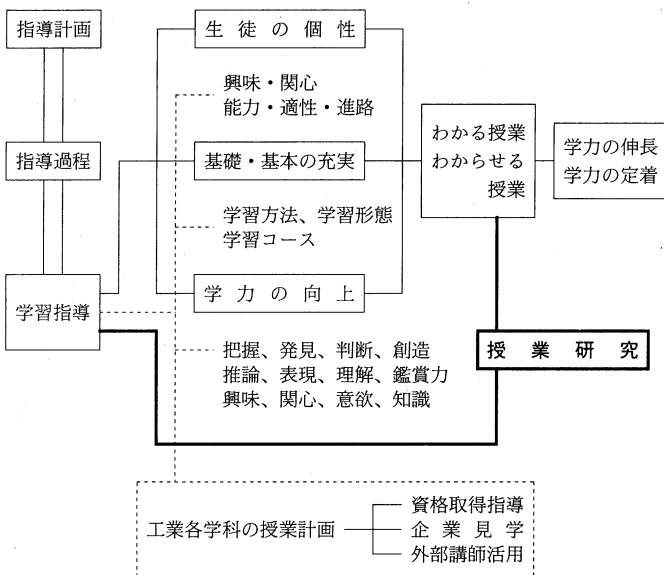 指導計画
指導過程
学習指導
生徒の個性
興味・関心
能力・適性・進路
基礎・基本の充実
学習方法、学習形態
学習コース
学力の向上
把握、発見、判断、創造
推論、表現、理解、鑑賞力
興味、関心、意欲、知識
わかる授業
わからせる
授業
学力の伸長
学力の定着
授業研究
工業各学科の授業計画
資格取得指導
企業見学
外部講師活用